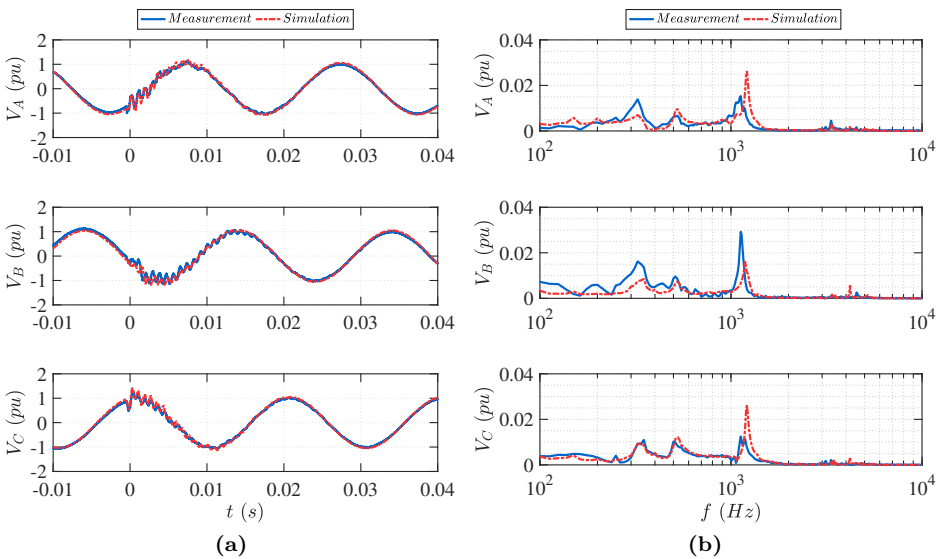 Measurement Simulation
Measurement Simulation
V_A (pu)
2
1
0
-1
-2
-0.01 0 0.01 0.02 0.03 0.04
V_A (pu)
0.04
0.02
0
10^2 10^3 10^4
V_B (pu)
2
1
0
-1
-2
-0.01 0 0.01 0.02 0.03 0.04
V_B (pu)
0.04
0.02
0
10^2 10^3 10^4
V_C (pu)
2
1
0
-1
-2
-0.01 0 0.01 0.02 0.03 0.04
t (s)
(a)
V_C (pu)
0.04
0.02
0
10^2 10^3 10^4
f (Hz)
(b)